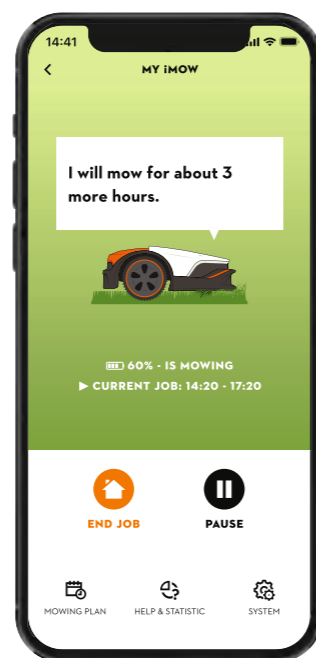 14:41
MY iMOW
I will mow for about 3
more hours.
60% - IS MOWING
CURRENT JOB: 14:20 - 17:20
END JOB
PAUSE
MOWING PLAN
HELP & STATISTIC
SYSTEM